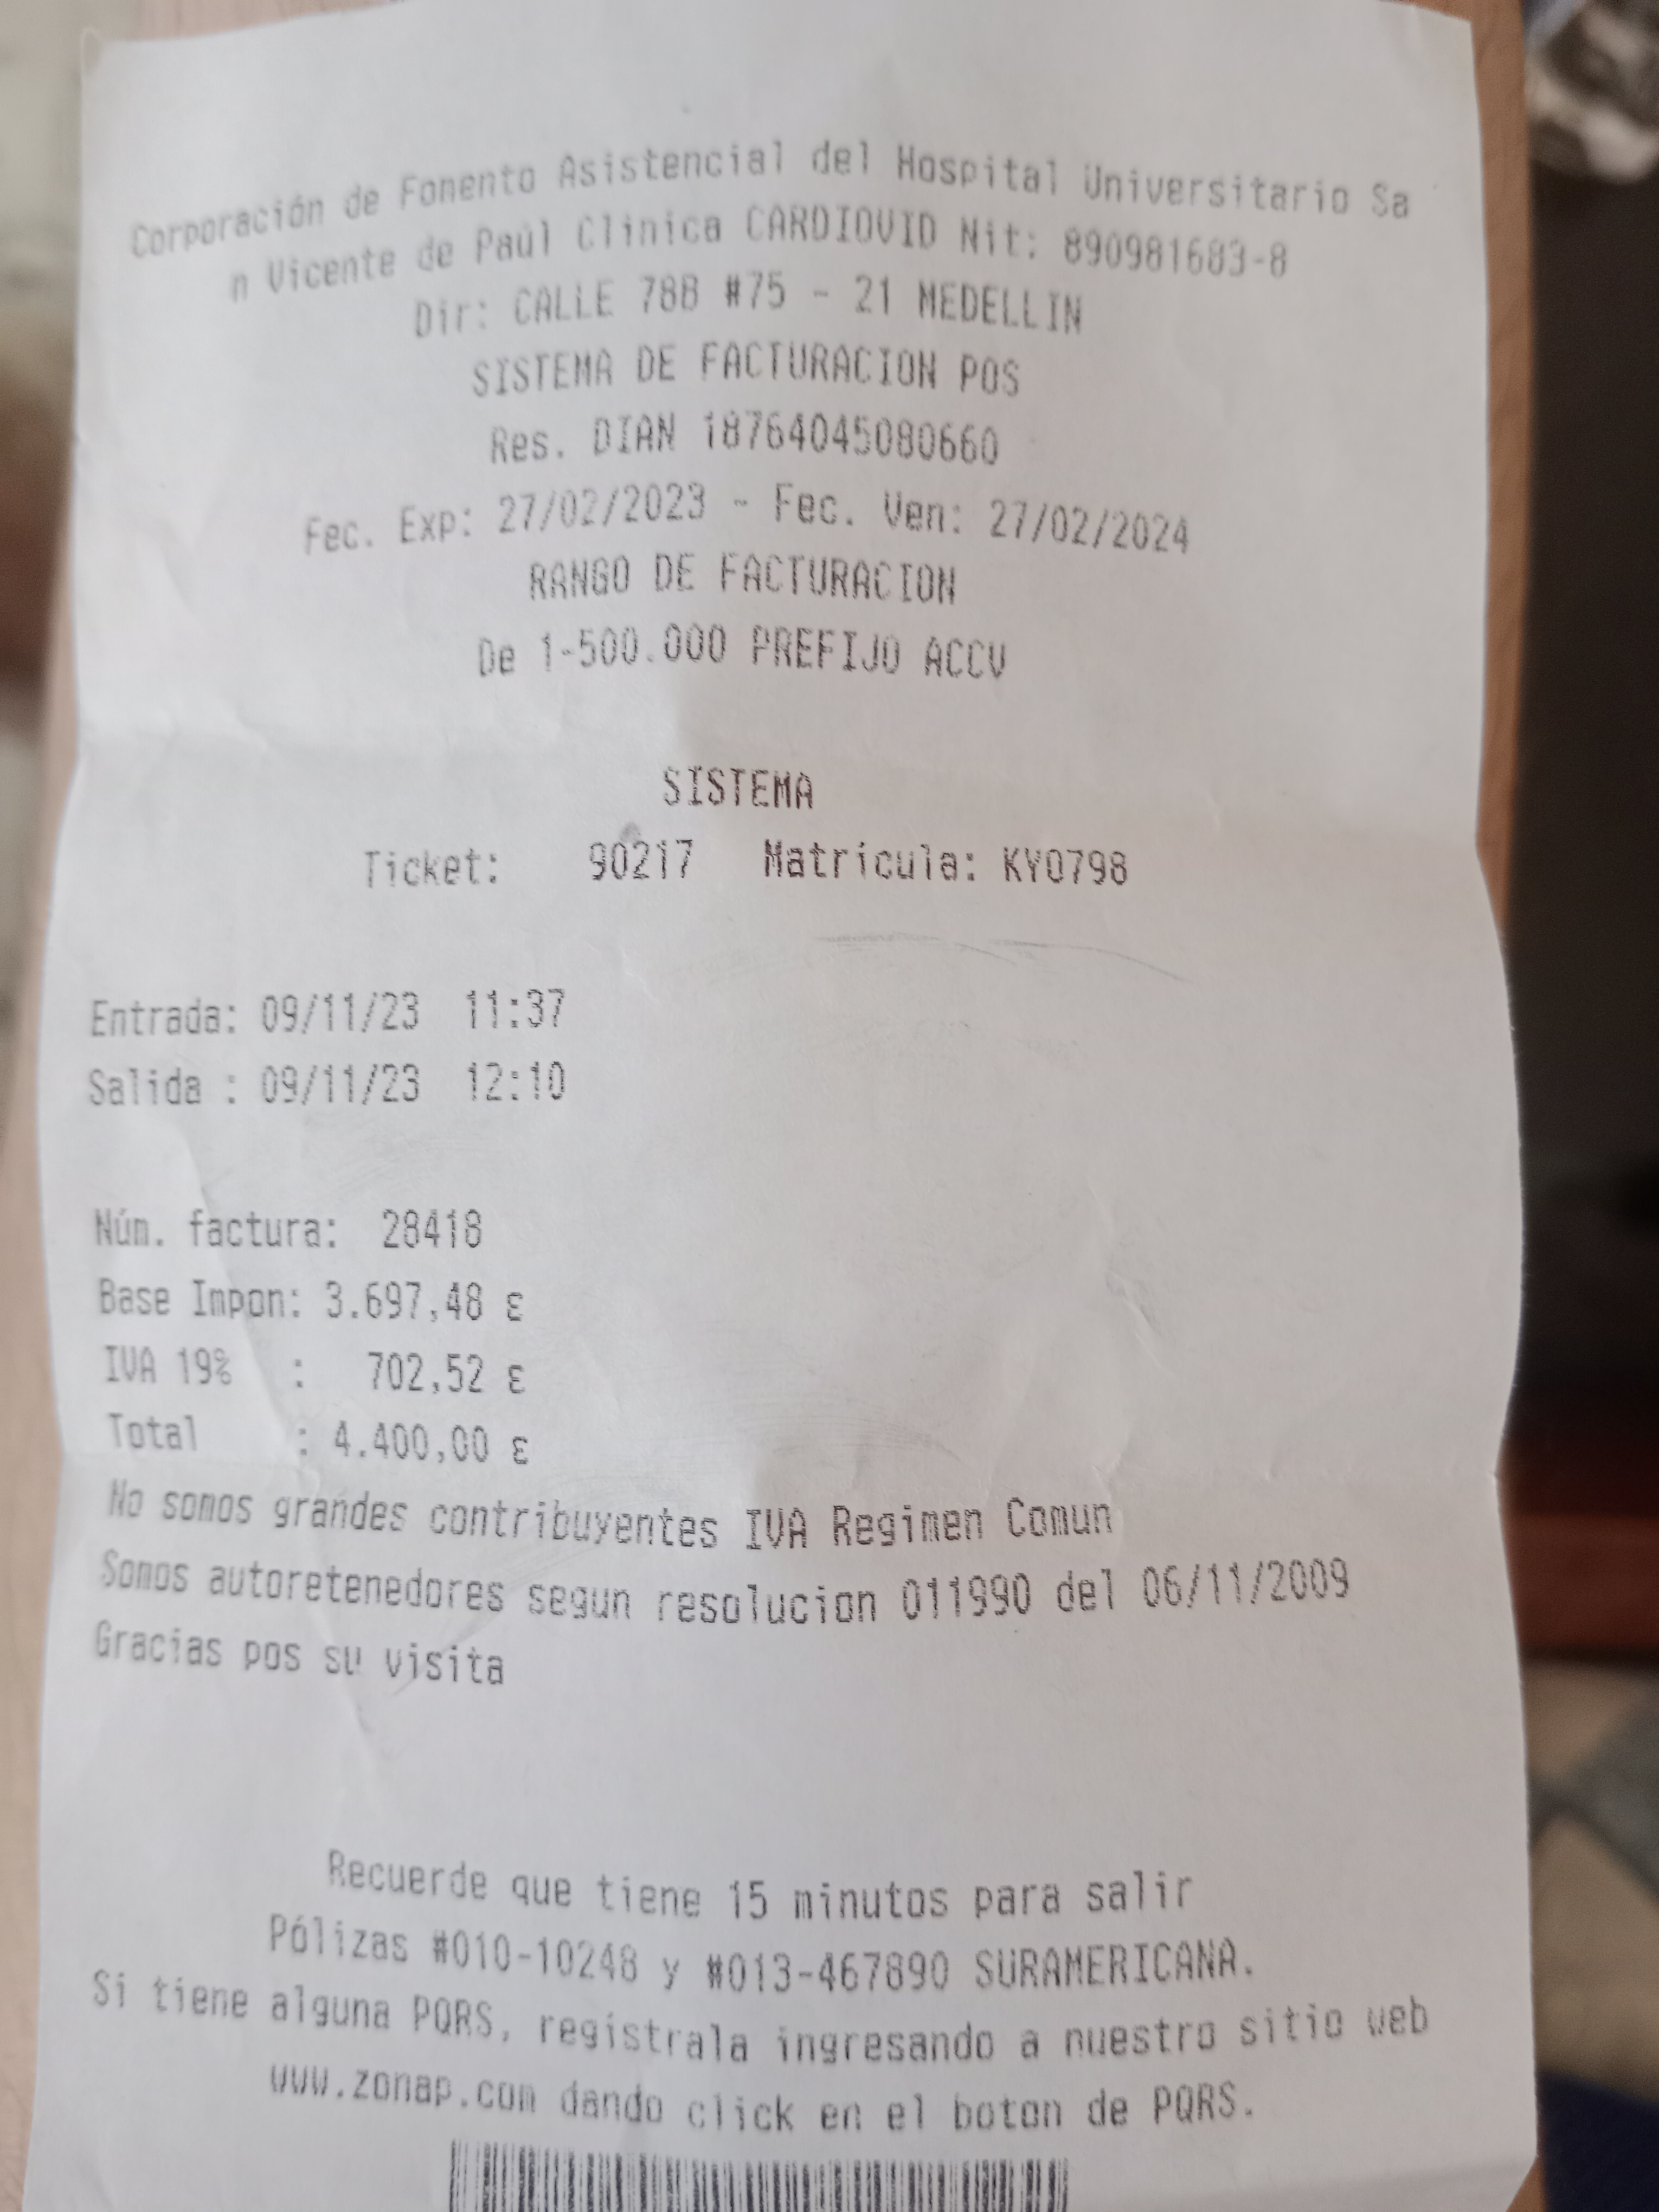 Corporación de Fomento Asistencial del Hospital Universitario Sa
n Vicente de Paúl Clinica CARDIOVID Nit: 890981683-8
Dir: CALLE 78B #75 - 21 MEDELLIN
SISTEMA DE FACTURACION POS
Res. DIAN 18764045080660
Fec. Exp: 27/02/2023 - Fec. Ven: 27/02/2024
RANGO DE FACTURACION
De 1-500.000 PREFIJO ACCV
SISTEMA
Ticket: 90217 Matrícula: KYO798
Entrada: 09/11/23 11:37
Salida : 09/11/23 12:10
Núm. factura: 28418
Base Impon: 3.697,48 ε
IVA 19% : 702,52 ε
Total : 4.400,00 ε
No somos grandes contribuyentes IVA Regimen Comun
Somos autoretenedores segun resolucion 011990 del 06/11/2009
Gracias pos su visita
Recuerde que tiene 15 minutos para salir
Pólizas #010-10248 y #013-467890 SURAMERICANA.
Si tiene alguna PQRS, regístrala ingresando a nuestro sitio web
www.zonap.com dando click en el boton de PQRS.